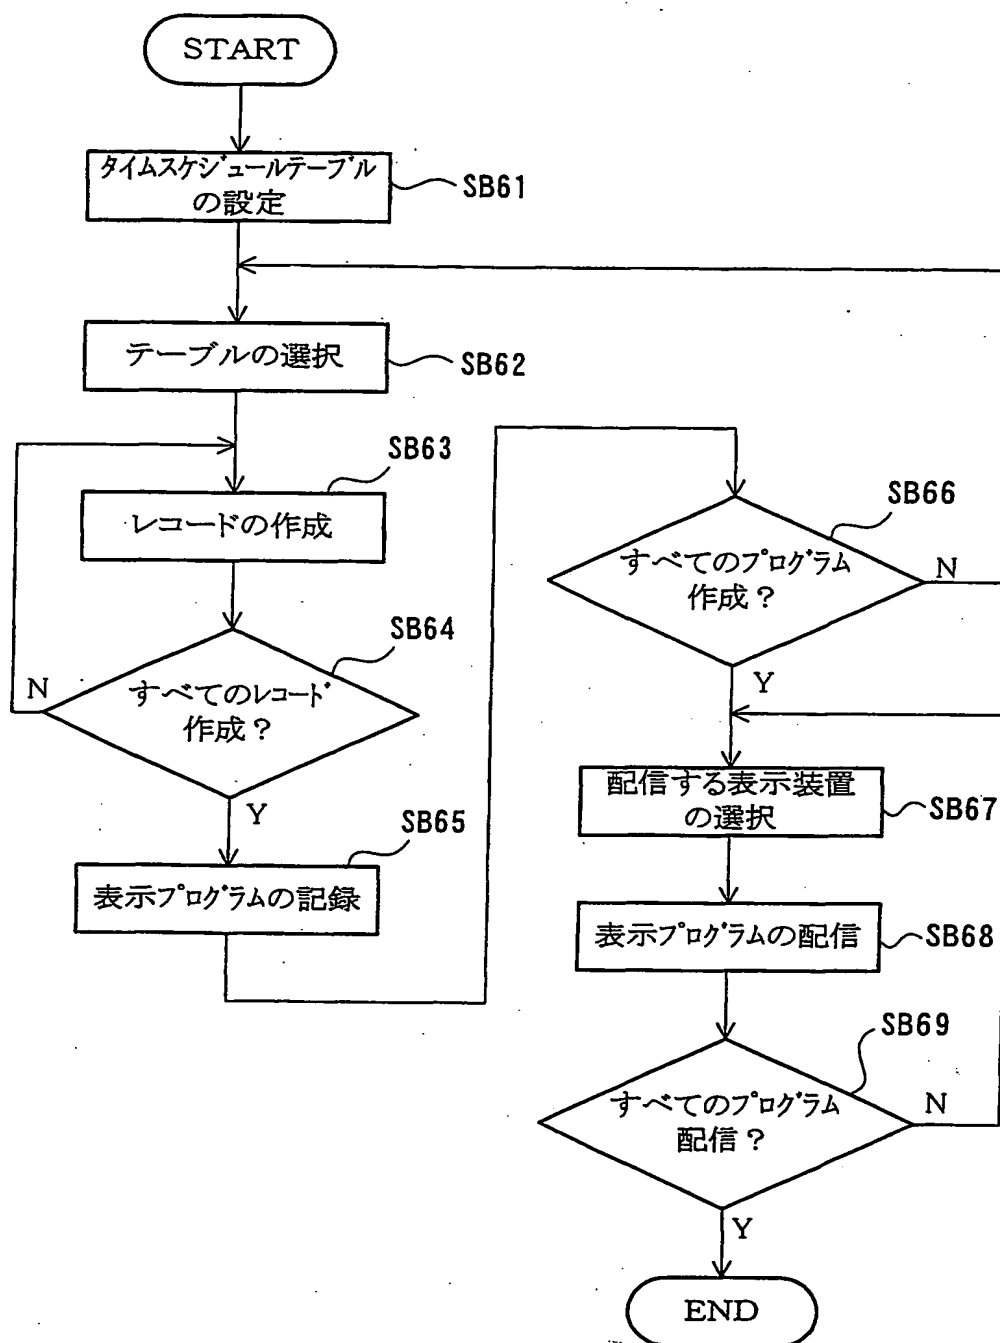 START
タイムスケジュールテーブル
の設定
SB61
テーブルの選択
SB62
SB63
レコードの作成
SB64
すべてのレコード
作成？
N
Y
SB65
表示プログラムの記録
SB66
すべてのプログラム
作成？
N
Y
配信する表示装置
の選択
SB67
表示プログラムの配信
SB68
SB69
すべてのプログラム
配信？
N
Y
END